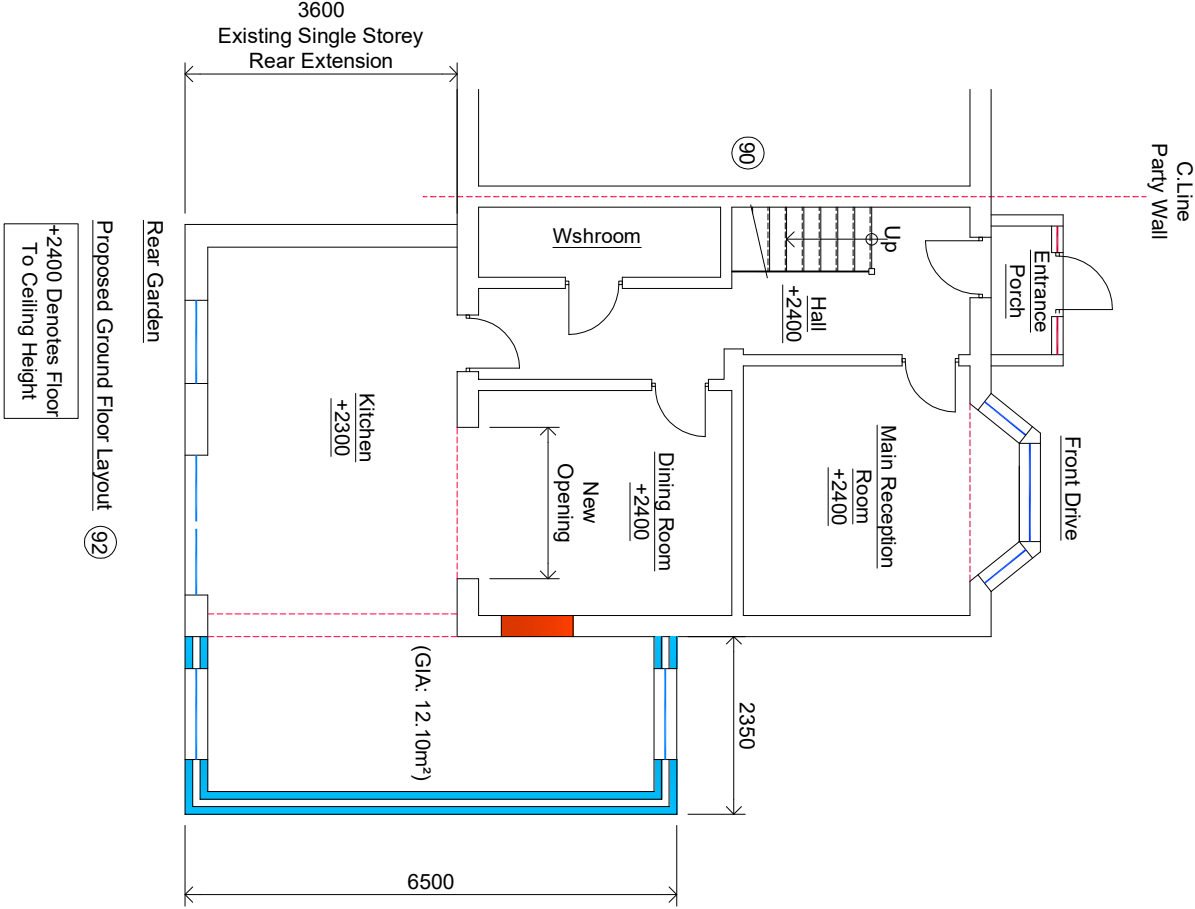 3600
Existing Single Storey
Rear Extension
C.Line
Party Wall
90
Wshroom
Up
Entrance
Porch
Hall
+2400
Rear Garden
Proposed Ground Floor Layout
92
+2400 Denotes Floor
To Ceiling Height
Kitchen
+2300
New
Opening
Dining Room
+2400
Main Reception
Room
+2400
Front Drive
(GIA: 12.10m²)
2350
6500